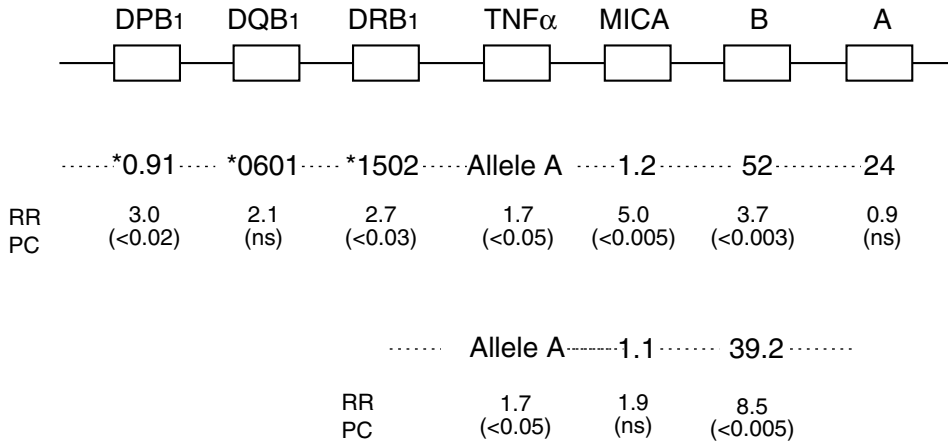 DPB1 DQB1 DRB1 TNFα MICA B A
*0.91 *0601 *1502 Allele A 1.2 52 24
RR 3.0 2.1 2.7 1.7 5.0 3.7 0.9
PC (<0.02) (ns) (<0.03) (<0.05) (<0.005) (<0.003) (ns)
Allele A 1.1 39.2
RR 1.7 1.9 8.5
PC (<0.05) (ns) (<0.005)